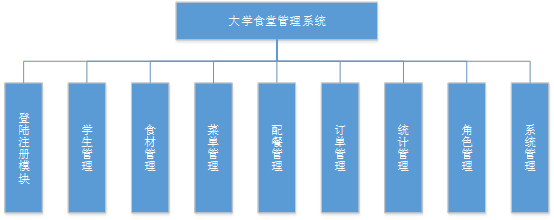 大学食堂管理系统
登陆注册模块
学生管理
食材管理
菜单管理
配餐管理
订单管理
统计管理
角色管理
系统管理